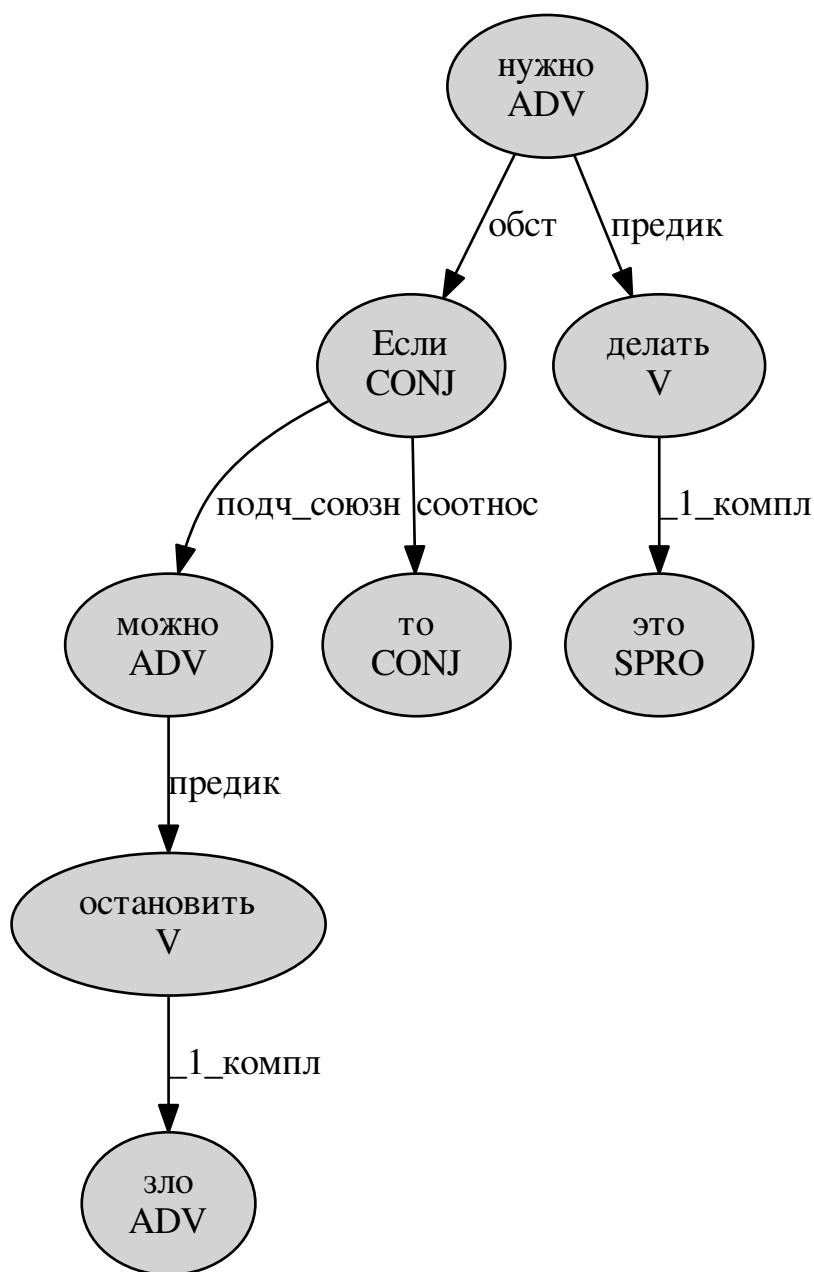 нужно
ADV
обст
предик
Если
CONJ
делать
V
подч_союзн
соотнос
_1_компл
можно
ADV
то
CONJ
это
SPRO
предик
остановить
V
_1_компл
зло
ADV